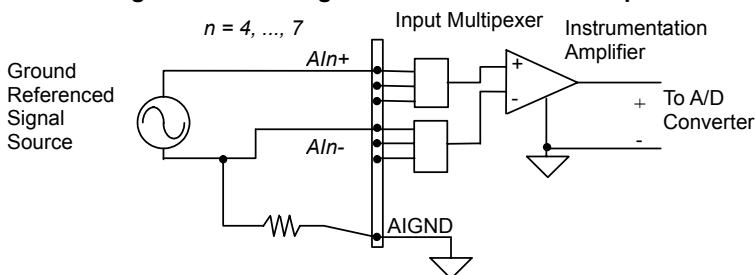 n = 4, ..., 7
Input Multipexer
Instrumentation
Amplifier
Ground
Referenced
Signal
Source
AIn+
AIn-
+
-
+
-
To A/D
Converter
AIGND